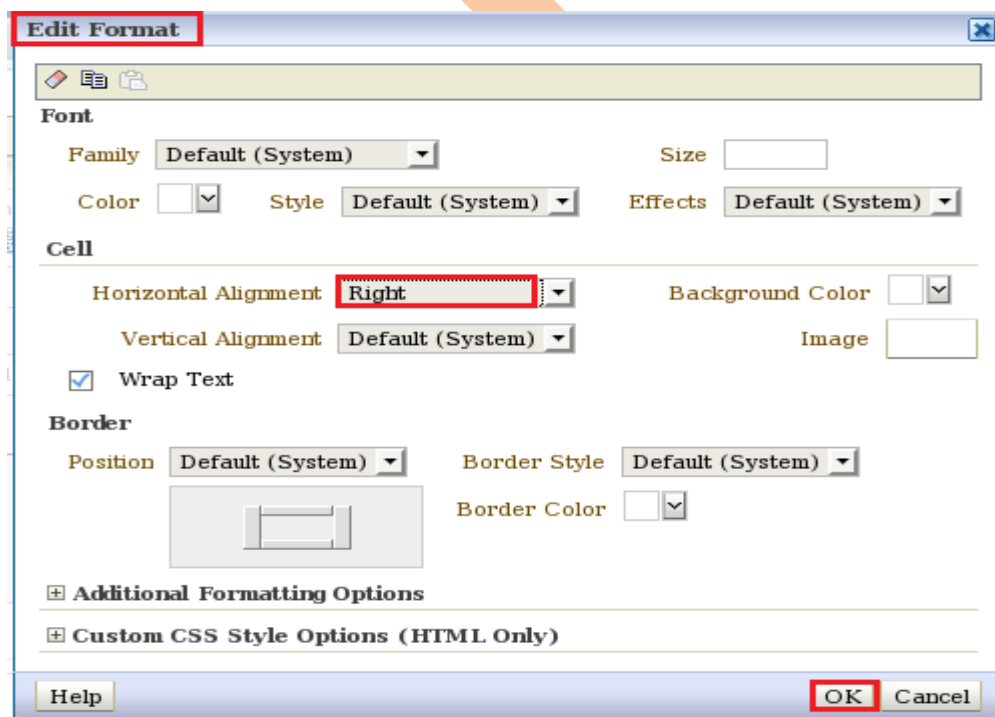 Edit Format
Font
Family Default (System) Size
Color Style Default (System) Effects Default (System)
Cell
Horizontal Alignment Right Background Color
Vertical Alignment Default (System) Image
Wrap Text
Border
Position Default (System) Border Style Default (System)
Border Color
Additional Formatting Options
Custom CSS Style Options (HTML Only)
Help OK Cancel